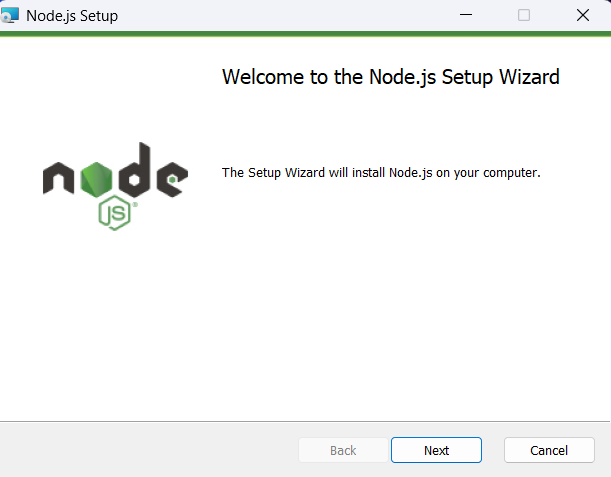 Node.js Setup
Welcome to the Node.js Setup Wizard
node
JS
The Setup Wizard will install Node.js on your computer.
Back
Next
Cancel